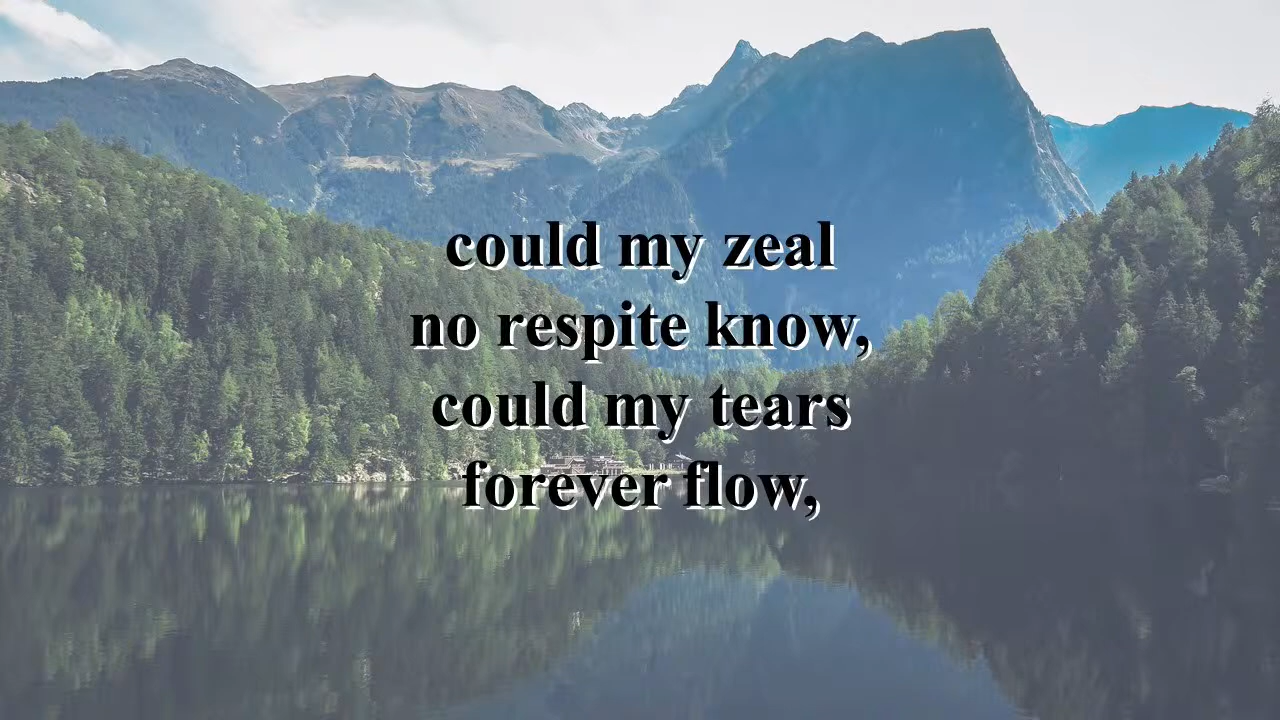 could my zeal
no respite know,
could my tears
forever flow,